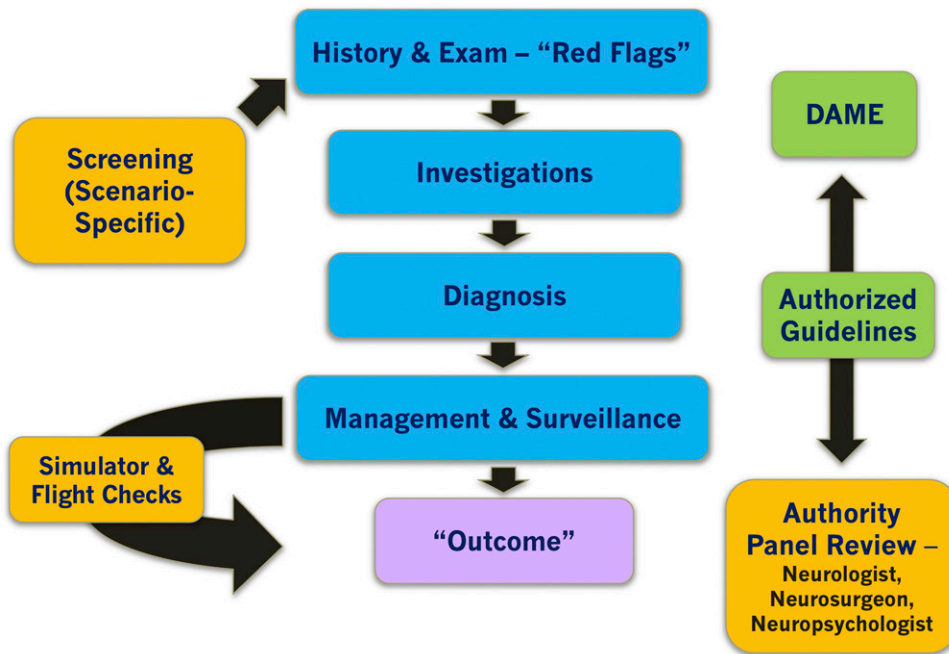 History & Exam – “Red Flags”
Screening
(Scenario-
Specific)
Investigations
Diagnosis
Management & Surveillance
Simulator &
Flight Checks
“Outcome”
DAME
Authorized
Guidelines
Authority
Panel Review –
Neurologist,
Neurosurgeon,
Neuropsychologist